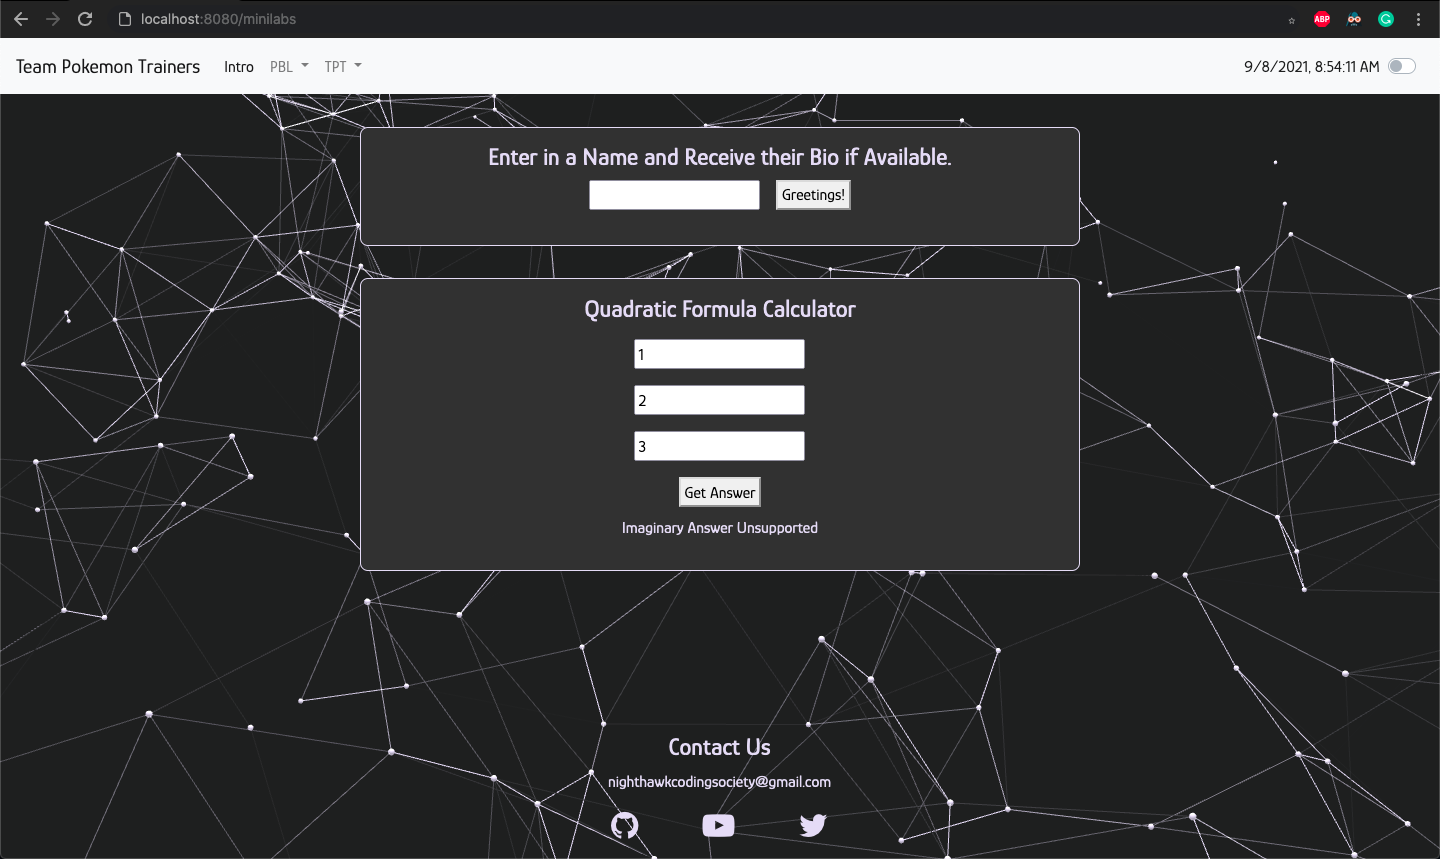 localhost:8080/minilabs
ABP
Team Pokemon Trainers Intro PBL TPT 9/8/2021, 8:54:11 AM
Enter in a Name and Receive their Bio if Available.
Greetings!
Quadratic Formula Calculator
1
2
3
Get Answer
Imaginary Answer Unsupported
Contact Us
nighthawkcodingsociety@gmail.com